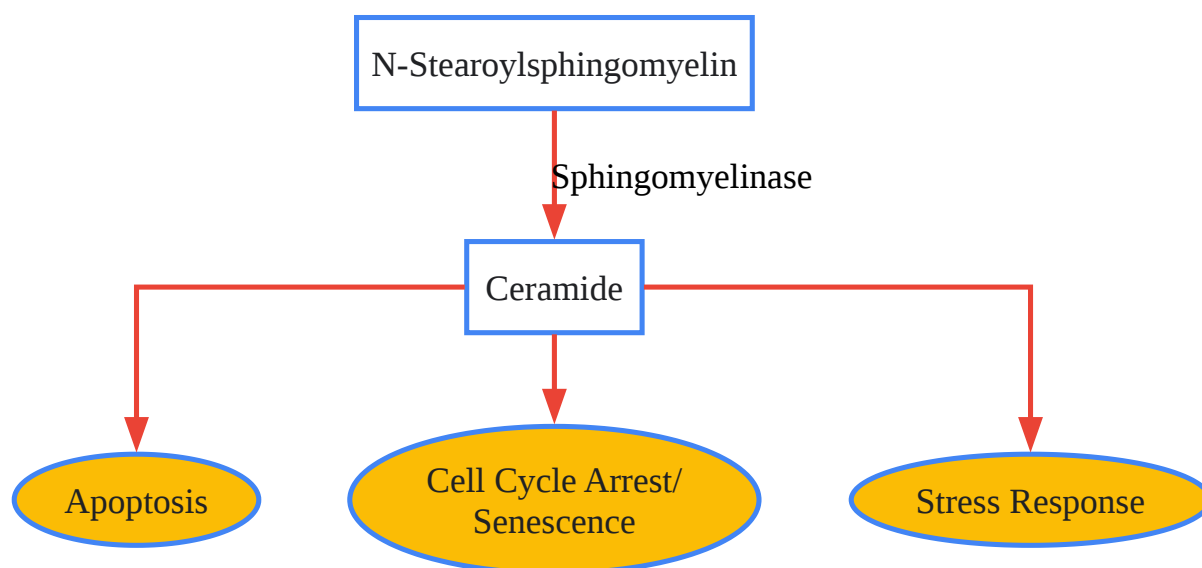 N-Stearoylsphingomyelin
Sphingomyelinase
Ceramide
Apoptosis
Cell Cycle Arrest/
Senescence
Stress Response